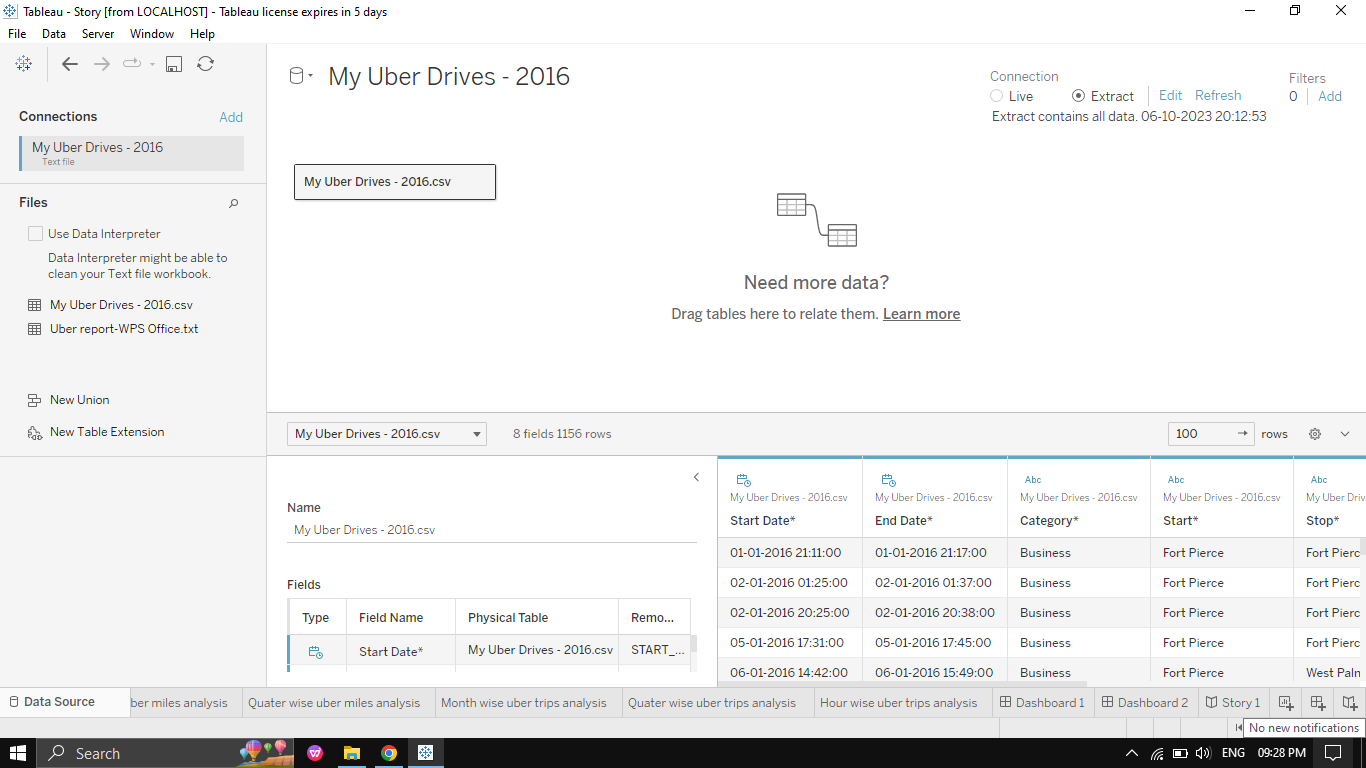 Tableau - Story [from LOCALHOST] - Tableau license expires in 5 days
File Data Server Window Help
Connections Add
My Uber Drives - 2016
Text file
Files
Use Data Interpreter
Data Interpreter might be able to
clean your Text file workbook.
My Uber Drives - 2016.csv
Uber report-WPS Office.txt
New Union
New Table Extension
My Uber Drives - 2016
Connection
Live Extract Edit Refresh
Extract contains all data. 06-10-2023 20:12:53
Filters
0 Add
My Uber Drives - 2016.csv
Need more data?
Drag tables here to relate them. Learn more
My Uber Drives - 2016.csv 8 fields 1156 rows 100 rows
Name
My Uber Drives - 2016.csv
Fields
Type Field Name Physical Table Remo...
Start Date* My Uber Drives - 2016.csv START_...
Abc Abc Abc
My Uber Drives - 2016.csv My Uber Drives - 2016.csv My Uber Drives - 2016.csv My Uber Drives - 2016.csv My Uber Driv
Start Date* End Date* Category* Start* Stop*
01-01-2016 21:11:00 01-01-2016 21:17:00 Business Fort Pierce Fort Pierc
02-01-2016 01:25:00 02-01-2016 01:37:00 Business Fort Pierce Fort Pierc
02-01-2016 20:25:00 02-01-2016 20:38:00 Business Fort Pierce Fort Pierc
05-01-2016 17:31:00 05-01-2016 17:45:00 Business Fort Pierce Fort Pierc
06-01-2016 14:42:00 06-01-2016 15:49:00 Business Fort Pierce West Paln
Data Source ber miles analysis Quater wise uber miles analysis Month wise uber trips analysis Quater wise uber trips analysis Hour wise uber trips analysis Dashboard 1 Dashboard 2 Story 1
No new notifications
Search ENG 09:28 PM